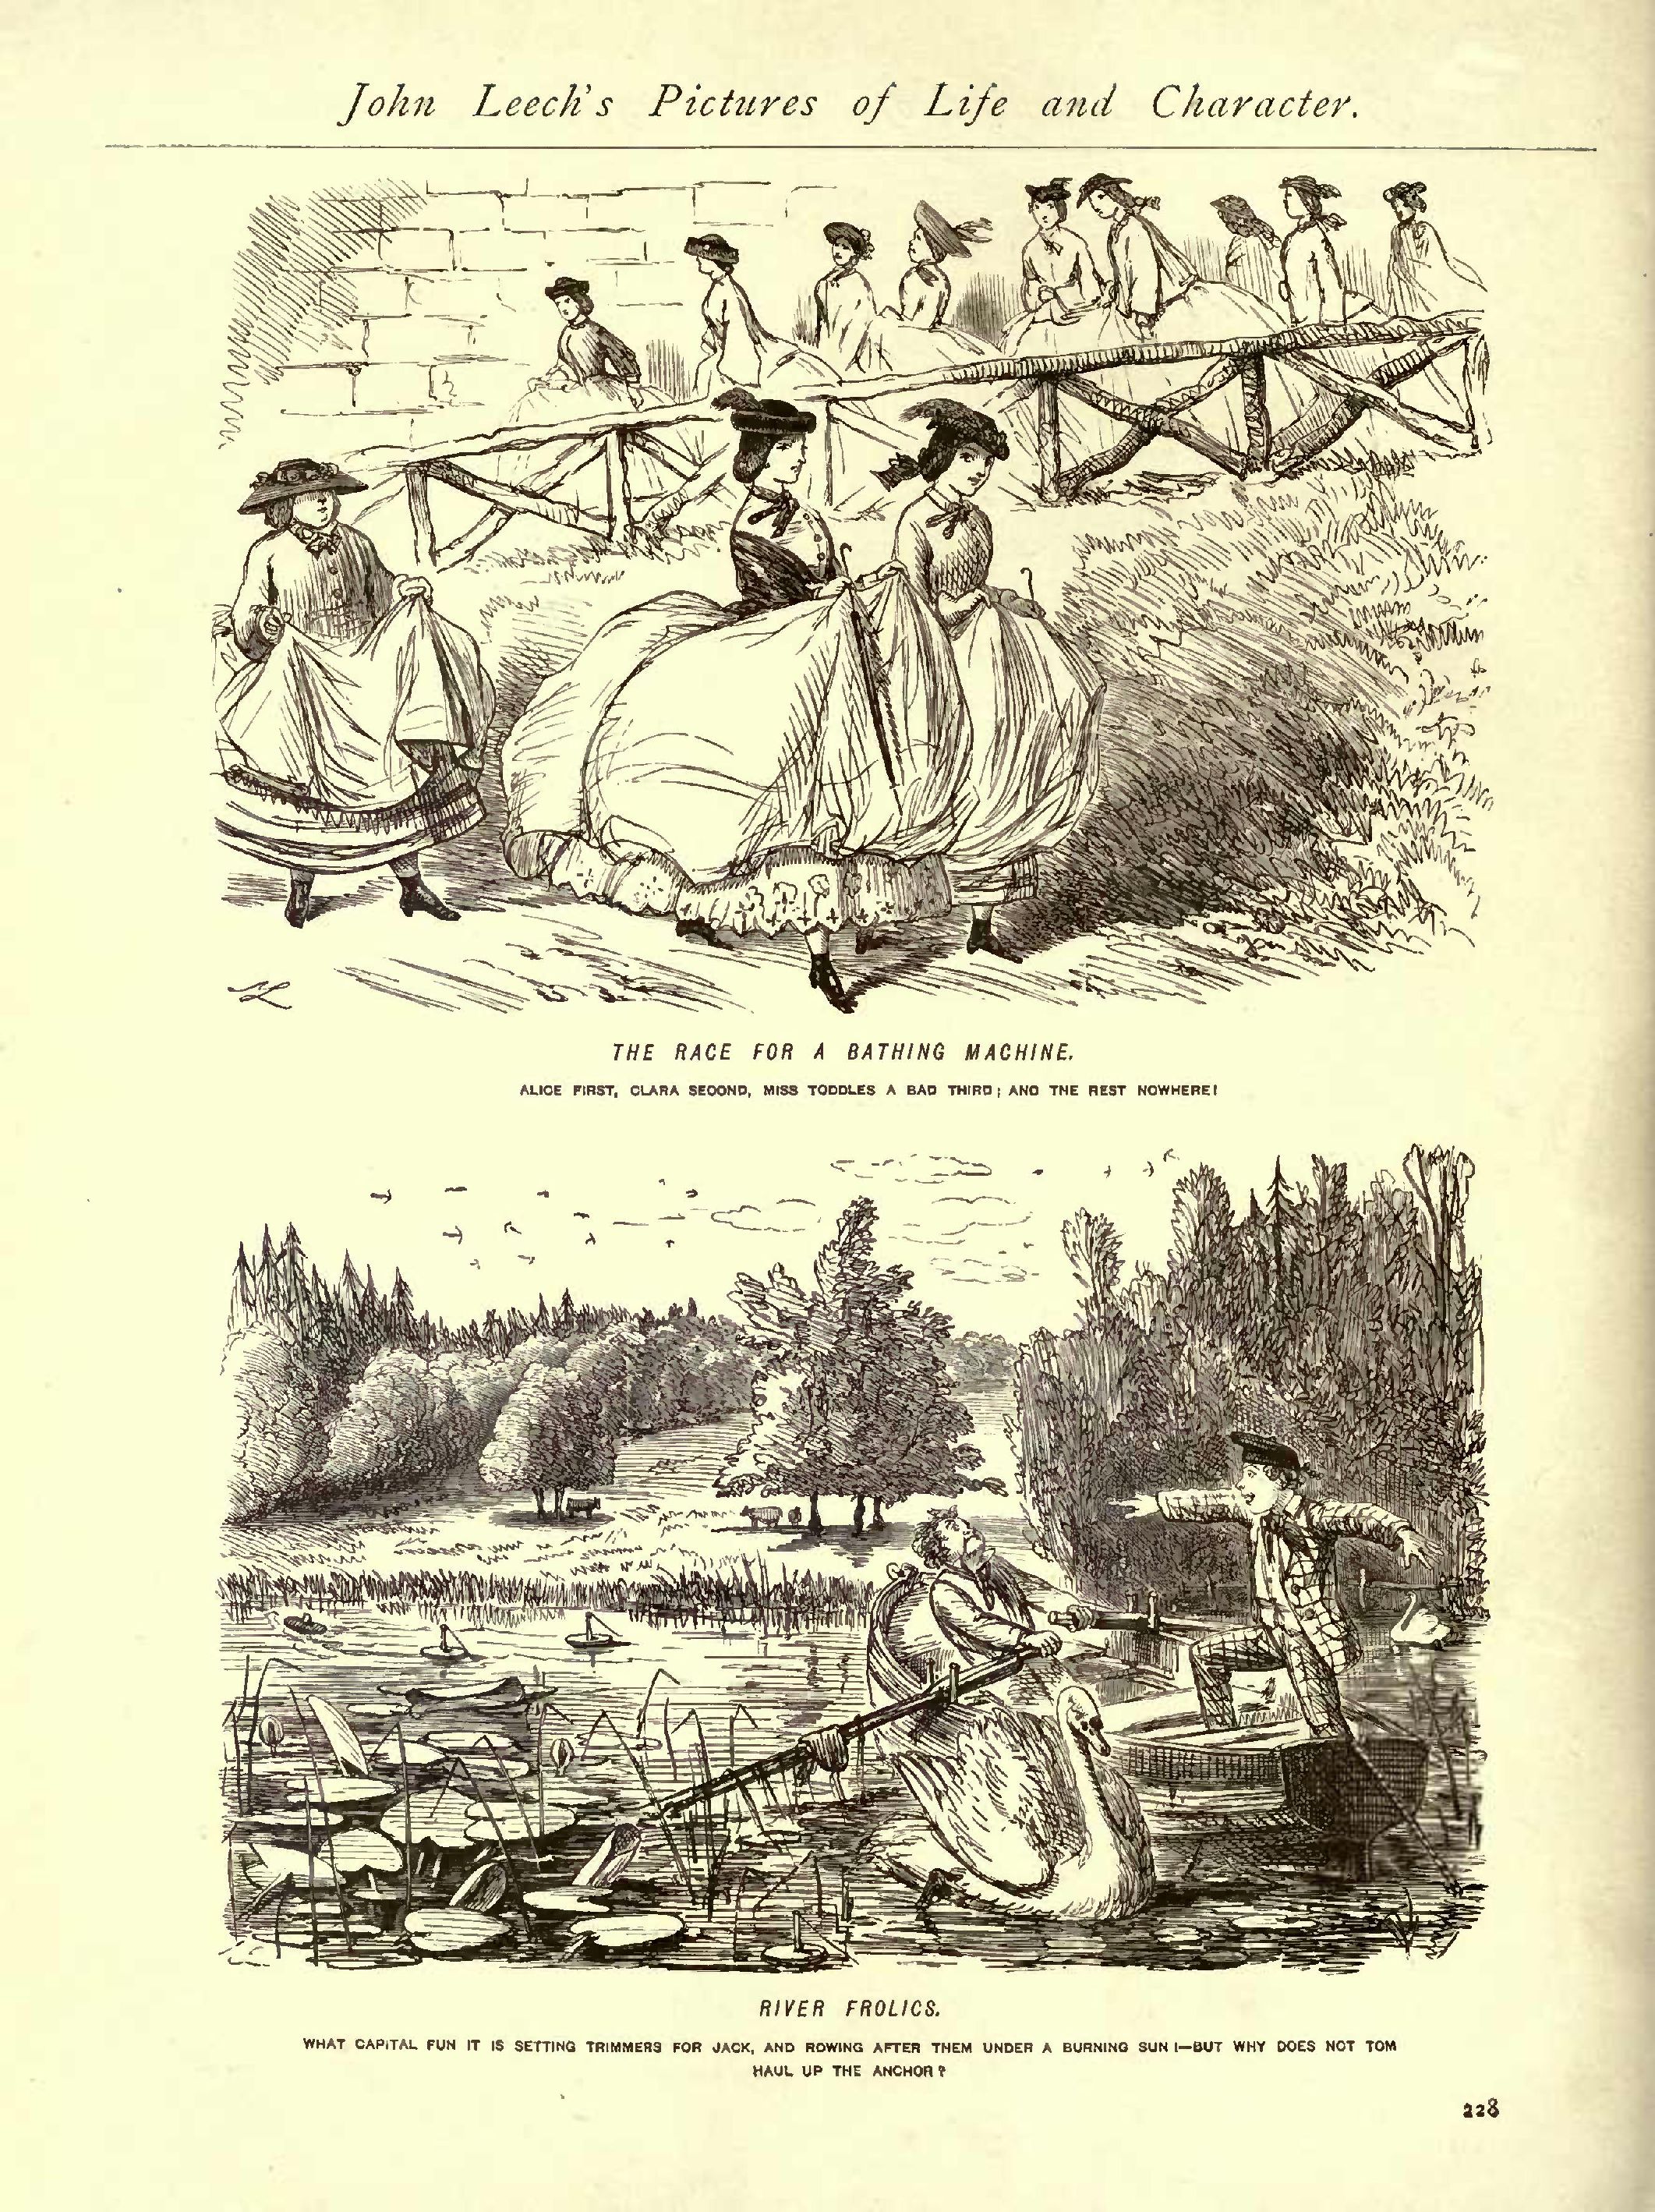 John Leech's Pictures of Life and Character.
JL
THE RACE FOR A BATHING MACHINE.
ALICE FIRST, CLARA SECOND, MISS TODDLES A BAD THIRD; AND THE REST NOWHERE!
RIVER FROLICS.
WHAT CAPITAL FUN IT IS SETTING TRIMMERS FOR JACK, AND ROWING AFTER THEM UNDER A BURNING SUN!—BUT WHY DOES NOT TOM
HAUL UP THE ANCHOR?
228